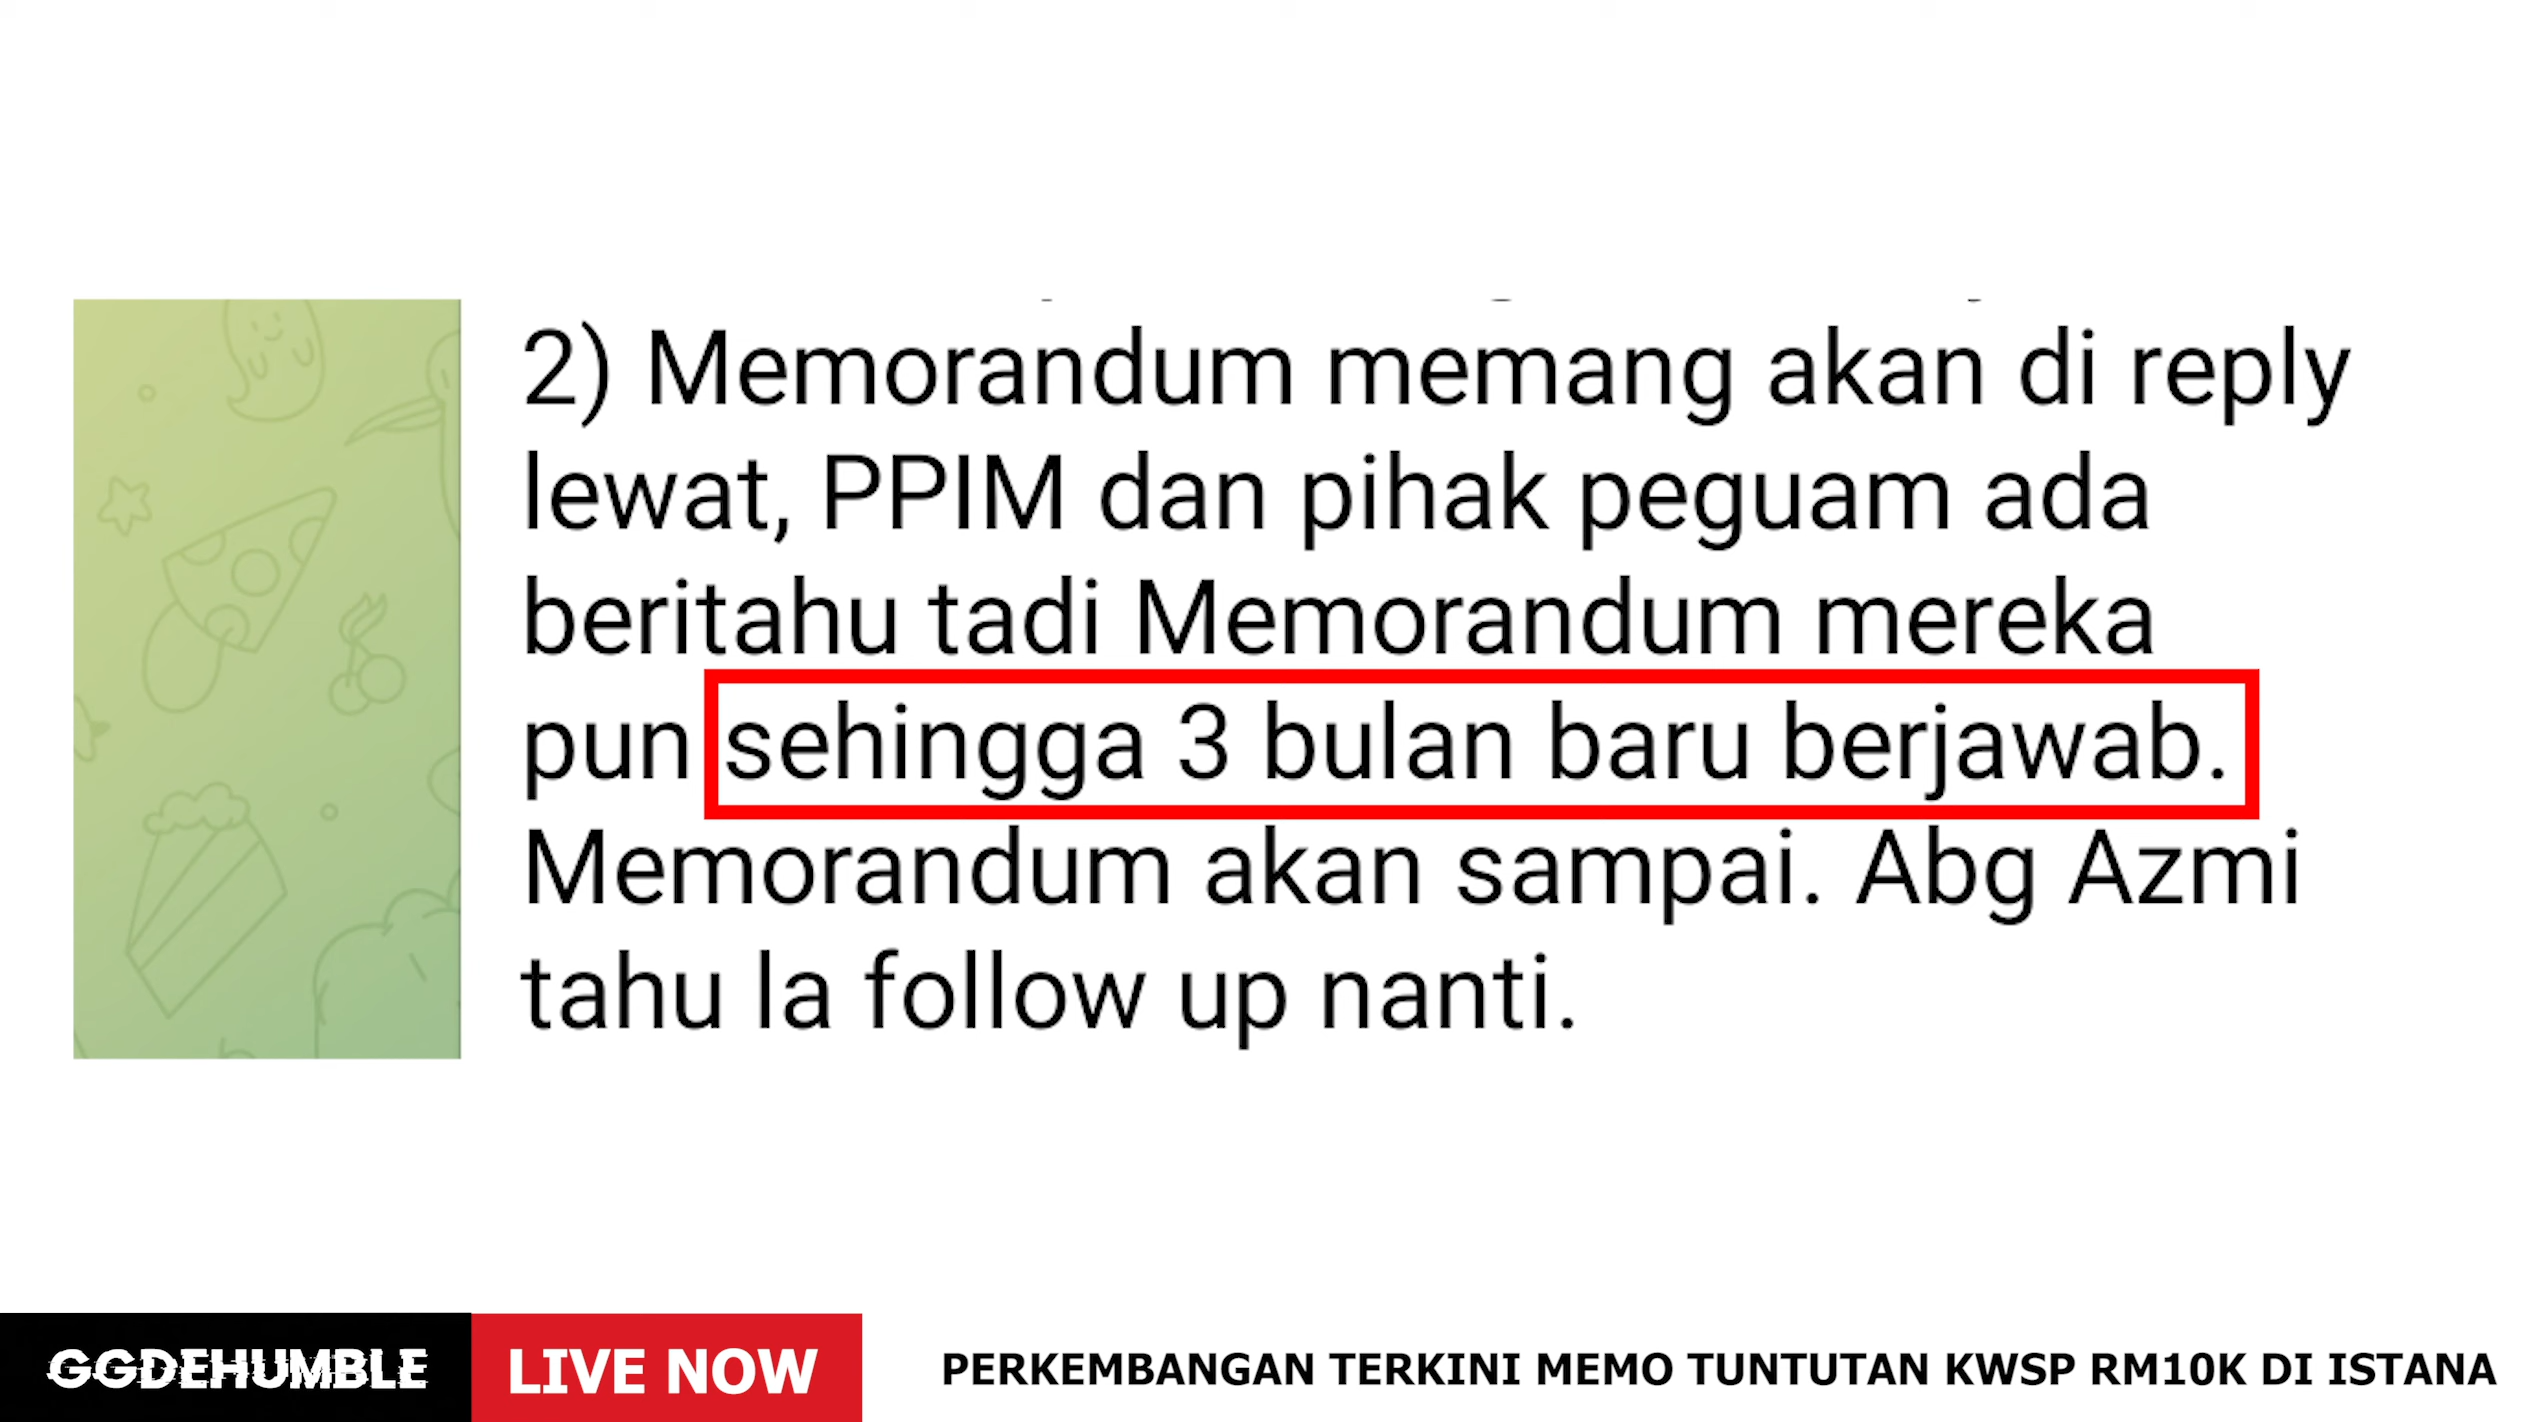 2) Memorandum memang akan di reply
lewat, PPIM dan pihak peguam ada
beritahu tadi Memorandum mereka
pun sehingga 3 bulan baru berjawab.
Memorandum akan sampai. Abg Azmi
tahu la follow up nanti.
GGDEHUMBLE
LIVE NOW
PERKEMBANGAN TERKINI MEMO TUNTUTAN KWSP RM10K DI ISTANA